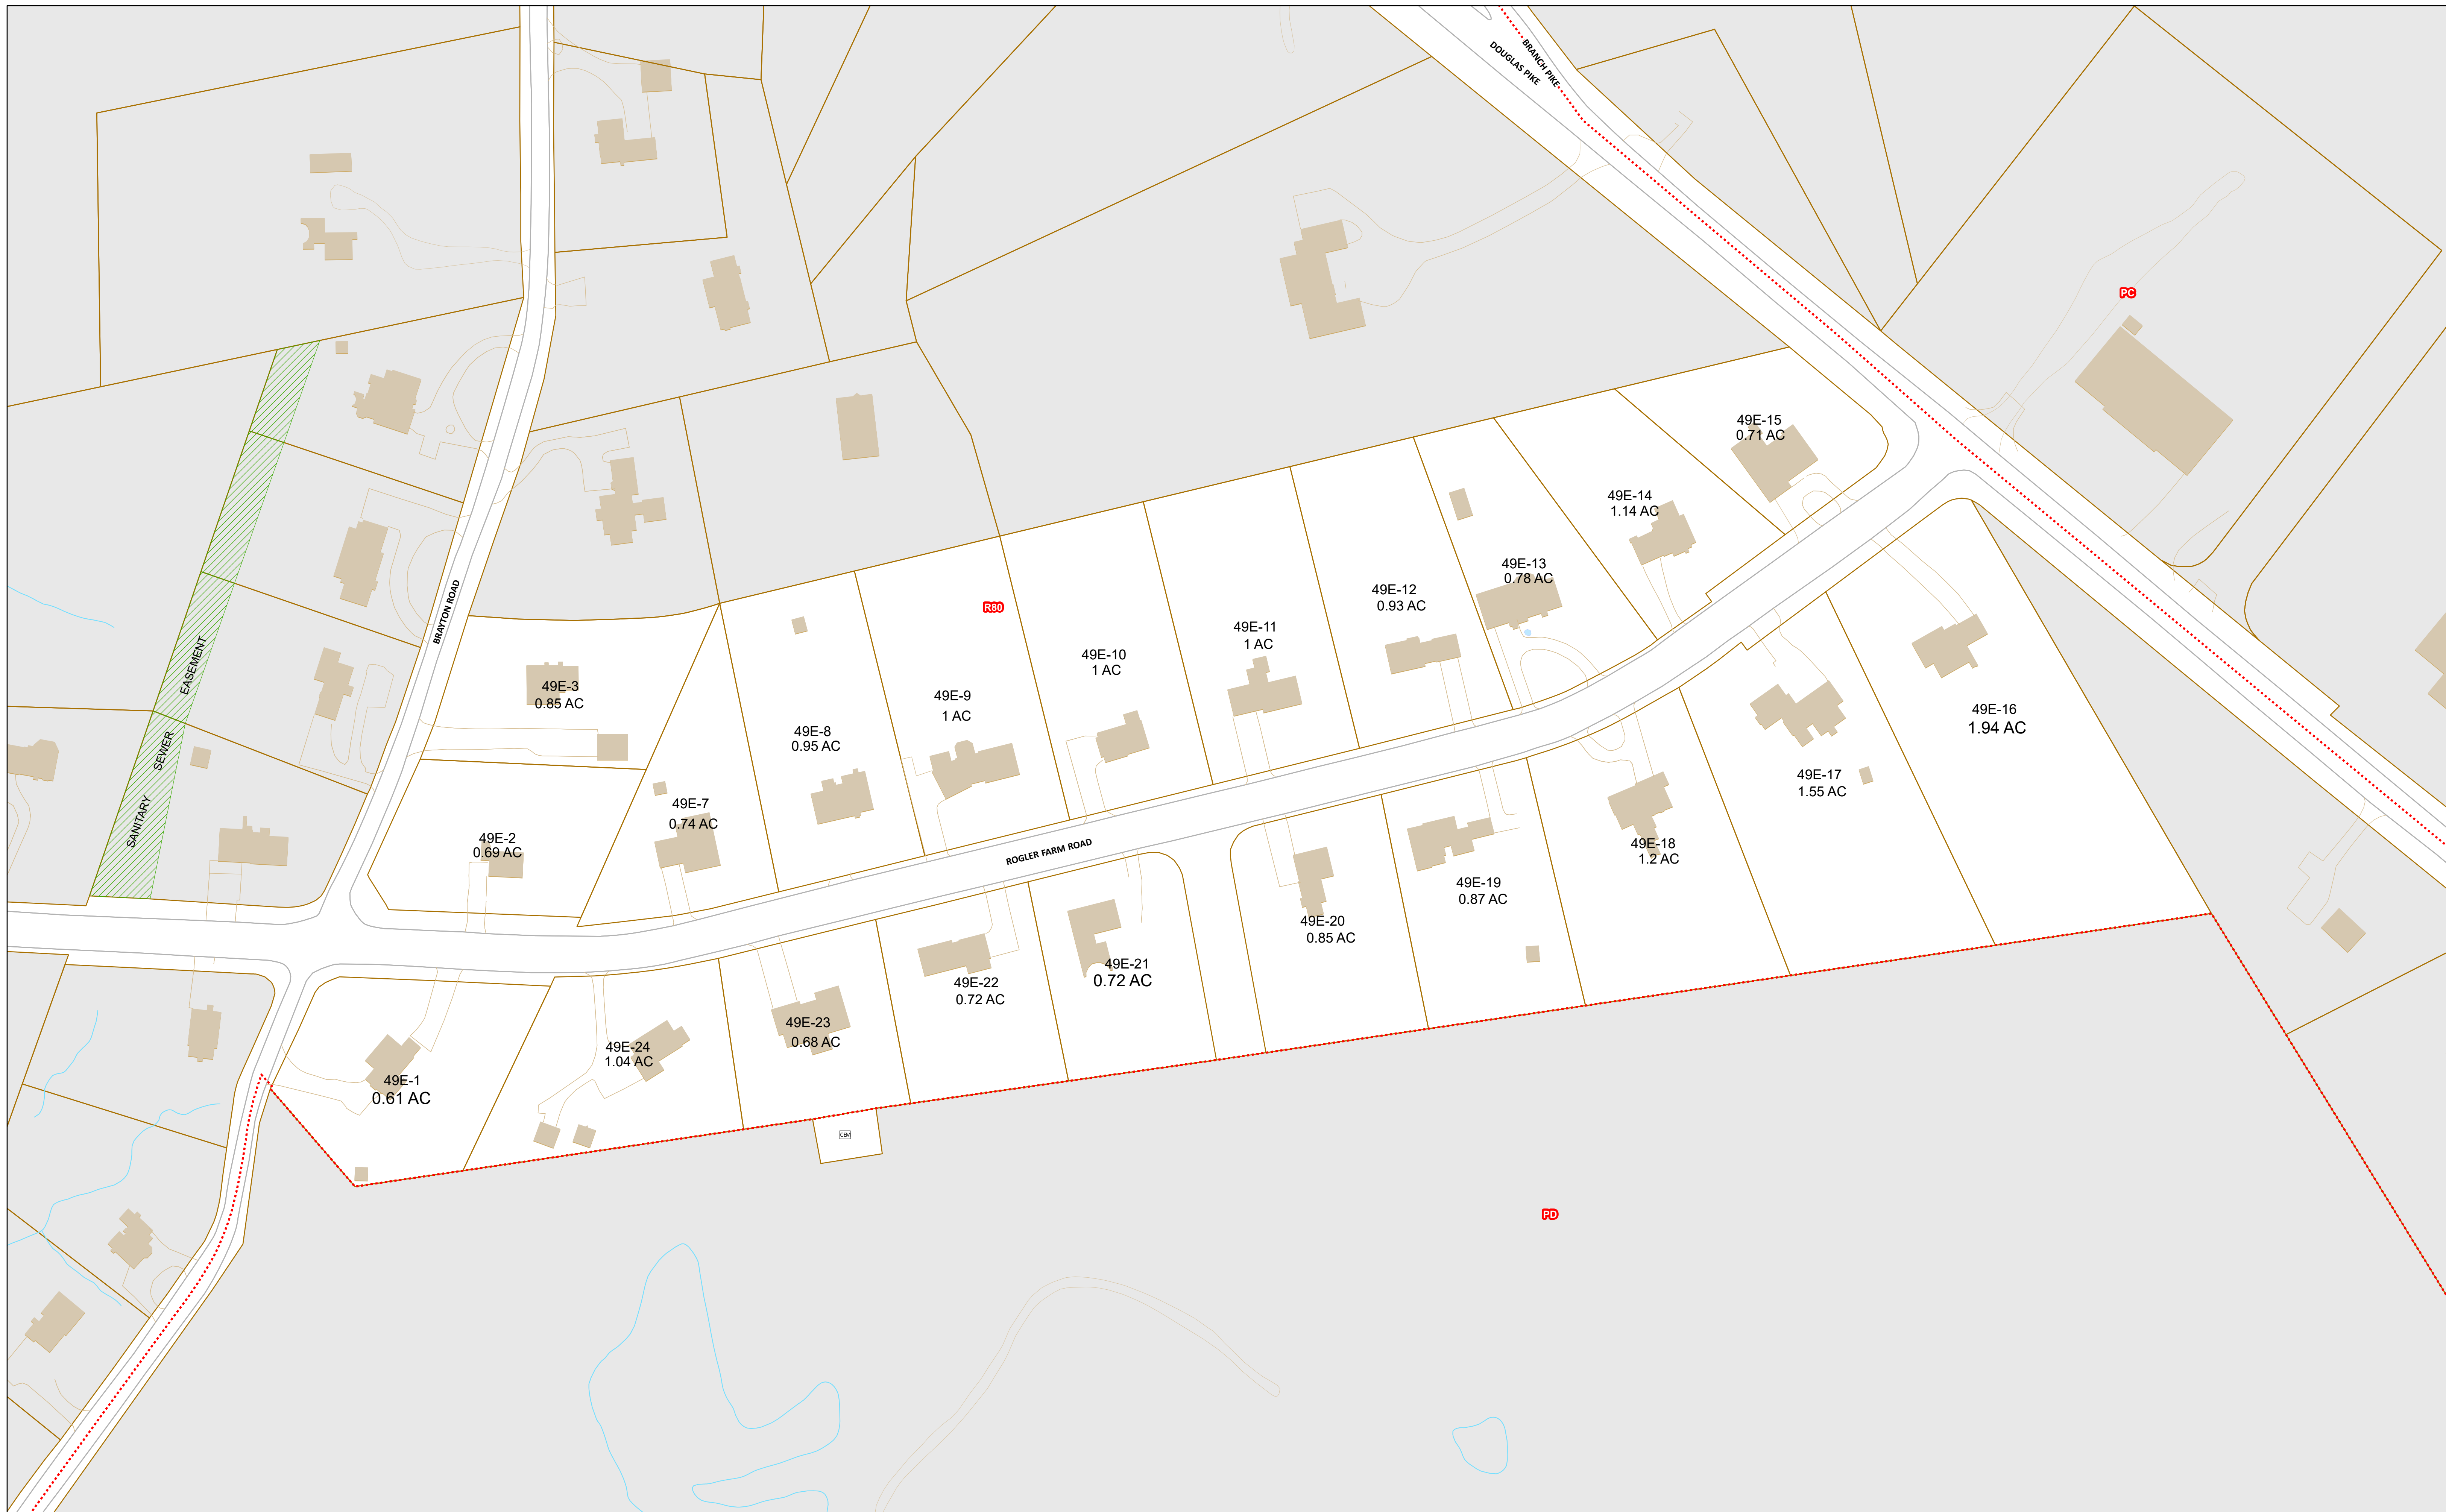 BRANCH PIKE
DOUGLAS PIKE
PC
49E-15
0.71 AC
49E-14
1.14 AC
49E-13
0.78 AC
49E-12
0.93 AC
R80
BRAYTON ROAD
49E-11
1 AC
49E-10
1 AC
49E-9
1 AC
49E-3
0.85 AC
49E-8
0.95 AC
49E-16
1.94 AC
49E-17
1.55 AC
49E-7
0.74 AC
49E-2
0.69 AC
SANITARY SEWER EASEMENT
ROGLER FARM ROAD
49E-18
1.2 AC
49E-19
0.87 AC
49E-20
0.85 AC
49E-21
0.72 AC
49E-22
0.72 AC
49E-23
0.68 AC
49E-24
1.04 AC
49E-1
0.61 AC
CEM
PD